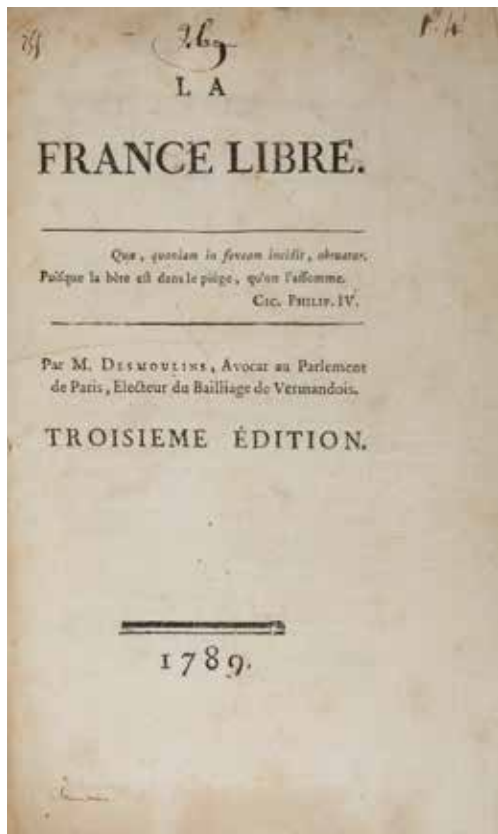 269
LA
FRANCE LIBRE.
Quæ, quoniam in foveam incidit, obruatur.
Puisque la bête est dans le piége, qu'on l'assomme.
CIC. PHILIP. IV.
Par M. DESMOULINS, Avocat au Parlement
de Paris, Electeur du Bailliage de Vermandois.
TROISIEME ÉDITION.
1789.